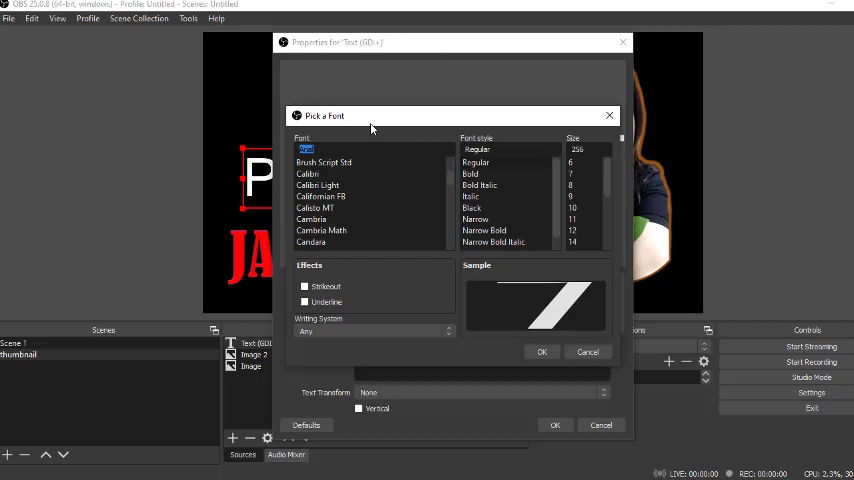 OBS 25.0.8 (64-bit, windows) - Profile: Untitled - Scenes: Untitled
File Edit View Profile Scene Collection Tools Help
Properties for 'Text (GDI+)
Pick a Font
Font Font style Size
Arial Regular 256
Brush Script Std Regular 6
Calibri Bold 7
Calibri Light Bold Italic 8
Californian FB Italic 9
Calisto MT Black 10
Cambria Narrow 11
Cambria Math Narrow Bold 12
Candara Narrow Bold Italic 14
P
JA
Effects Sample
Strikeout
Underline
Writing System
Any
OK Cancel
Scenes
Scene 1
thumbnail
T Text (GDI
Image 2
Image
Text Transform None
Vertical
Defaults OK Cancel
Sources Audio Mixer
ions
Controls
Start Streaming
Start Recording
Studio Mode
Settings
Exit
LIVE: 00:00:00 REC: 00:00:00 CPU: 2.3%, 30